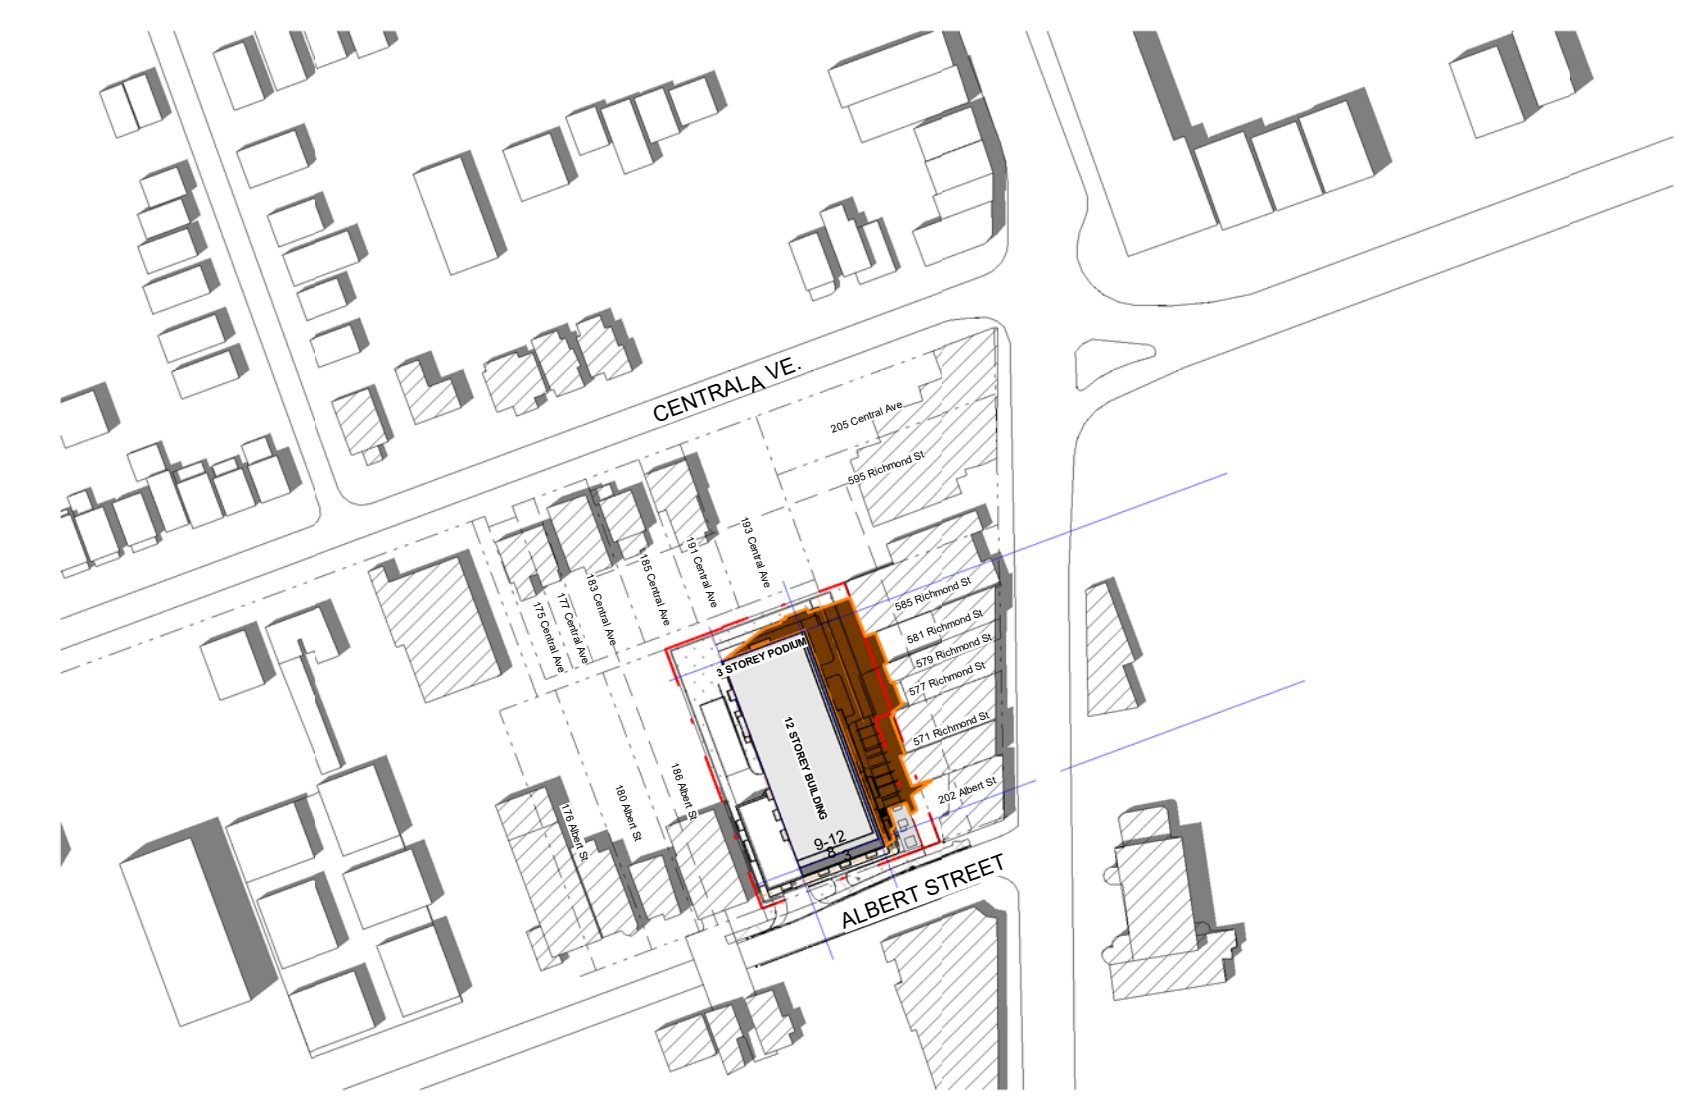 CENTRALA VE.
205 Central Ave
595 Richmond St
193 Central Ave
191 Central Ave
185 Central Ave
183 Central Ave
177 Central Ave
175 Central Ave
585 Richmond St
581 Richmond St
579 Richmond St
577 Richmond St
571 Richmond St
202 Albert St
3 STOREY PODIUM
12 STOREY BUILDING
9-12
8-3
186 Albert St
180 Albert St
176 Albert St
ALBERT STREET